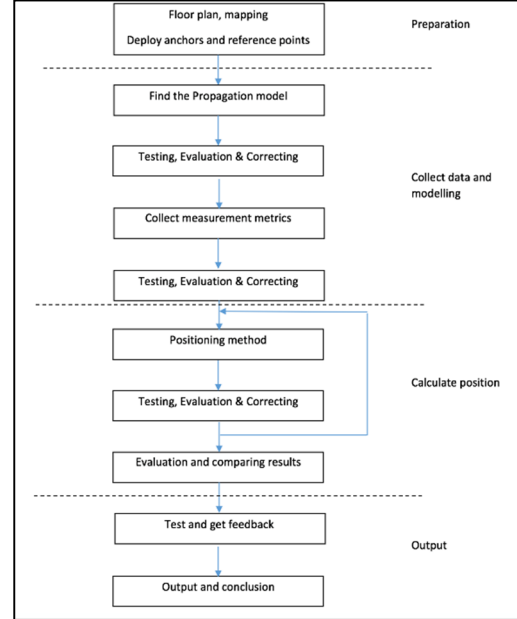 Floor plan, mapping
Deploy anchors and reference points
Preparation
Find the Propagation model
Testing, Evaluation & Correcting
Collect data and
modelling
Collect measurement metrics
Testing, Evaluation & Correcting
Positioning method
Calculate position
Testing, Evaluation & Correcting
Evaluation and comparing results
Test and get feedback
Output
Output and conclusion